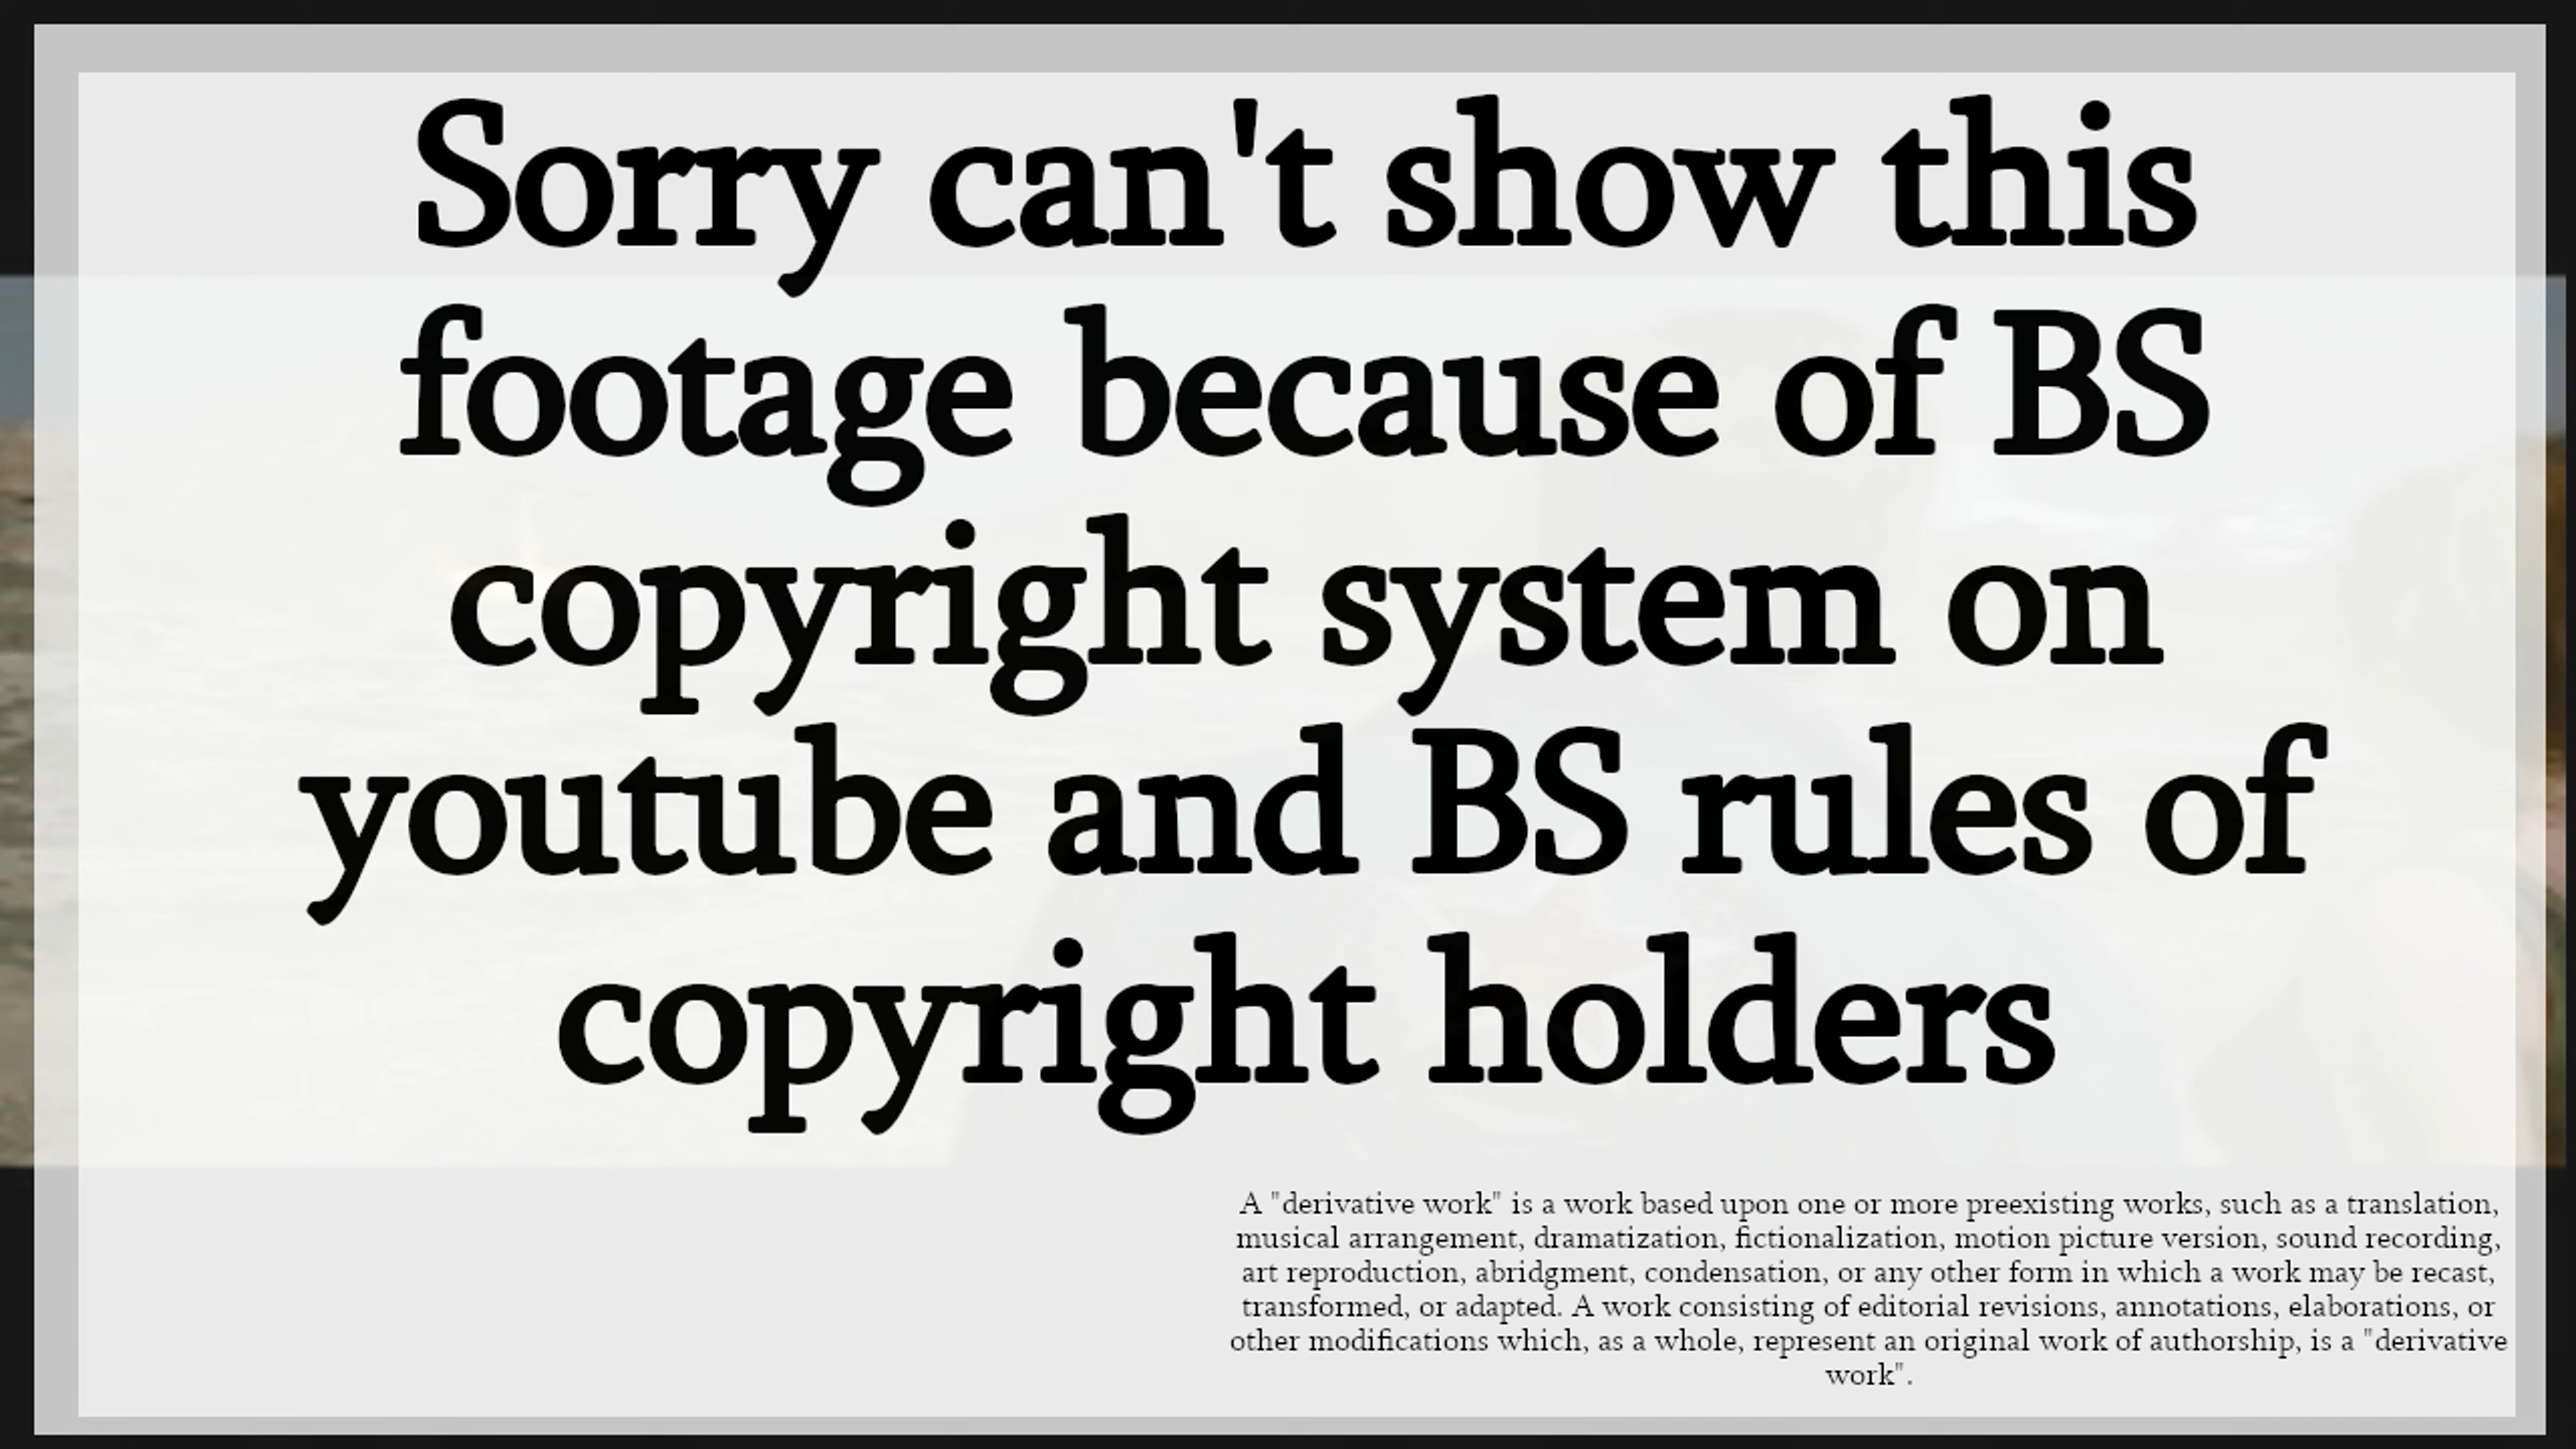 Sorry can't show this
footage because of BS
copyright system on
youtube and BS rules of
copyright holders
A "derivative work" is a work based upon one or more preexisting works, such as a translation,
musical arrangement, dramatization, fictionalization, motion picture version, sound recording,
art reproduction, abridgment, condensation, or any other form in which a work may be recast,
transformed, or adapted. A work consisting of editorial revisions, annotations, elaborations, or
other modifications which, as a whole, represent an original work of authorship, is a "derivative
work".